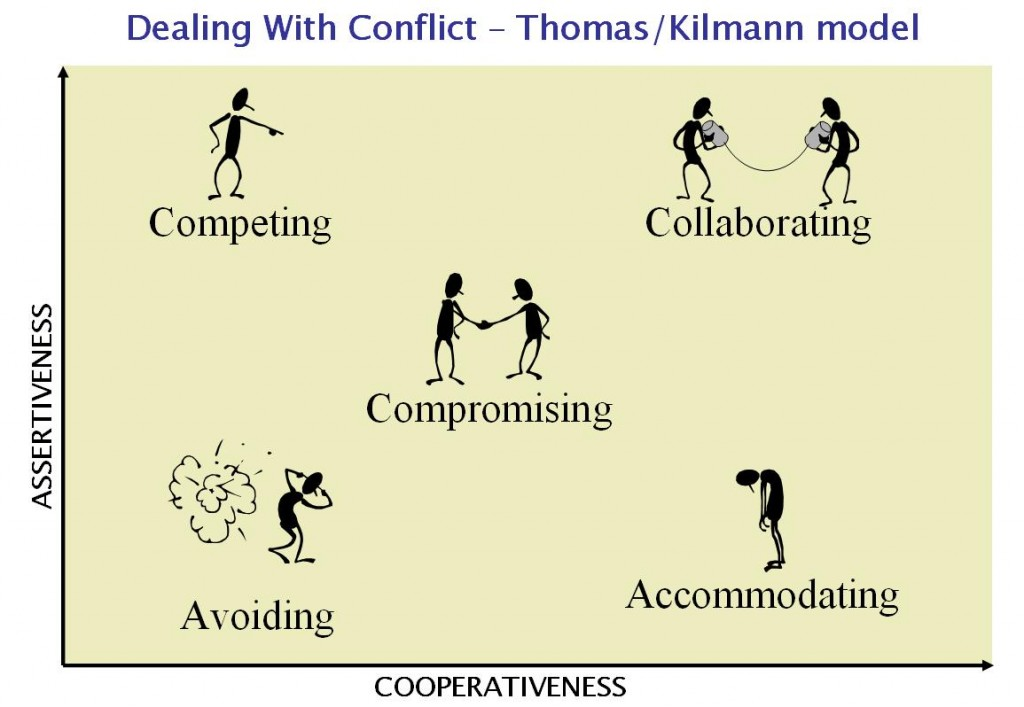 Dealing With Conflict – Thomas/Kilmann model
Competing
Collaborating
Compromising
ASSERTIVENESS
Avoiding
Accommodating
COOPERATIVENESS